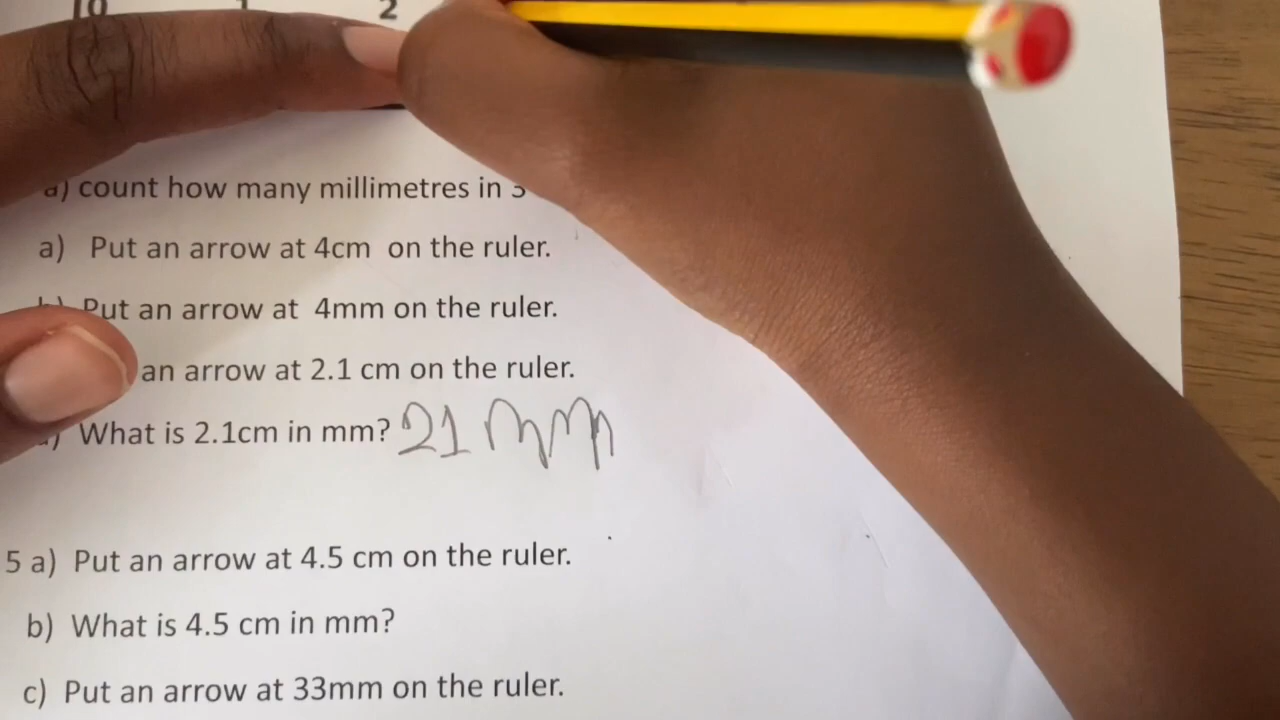 0 1 2
a) count how many millimetres in
a) Put an arrow at 4cm on the ruler.
Put an arrow at 4mm on the ruler.
an arrow at 2.1 cm on the ruler.
What is 2.1cm in mm? 21 mm
5 a) Put an arrow at 4.5 cm on the ruler.
b) What is 4.5 cm in mm?
c) Put an arrow at 33mm on the ruler.